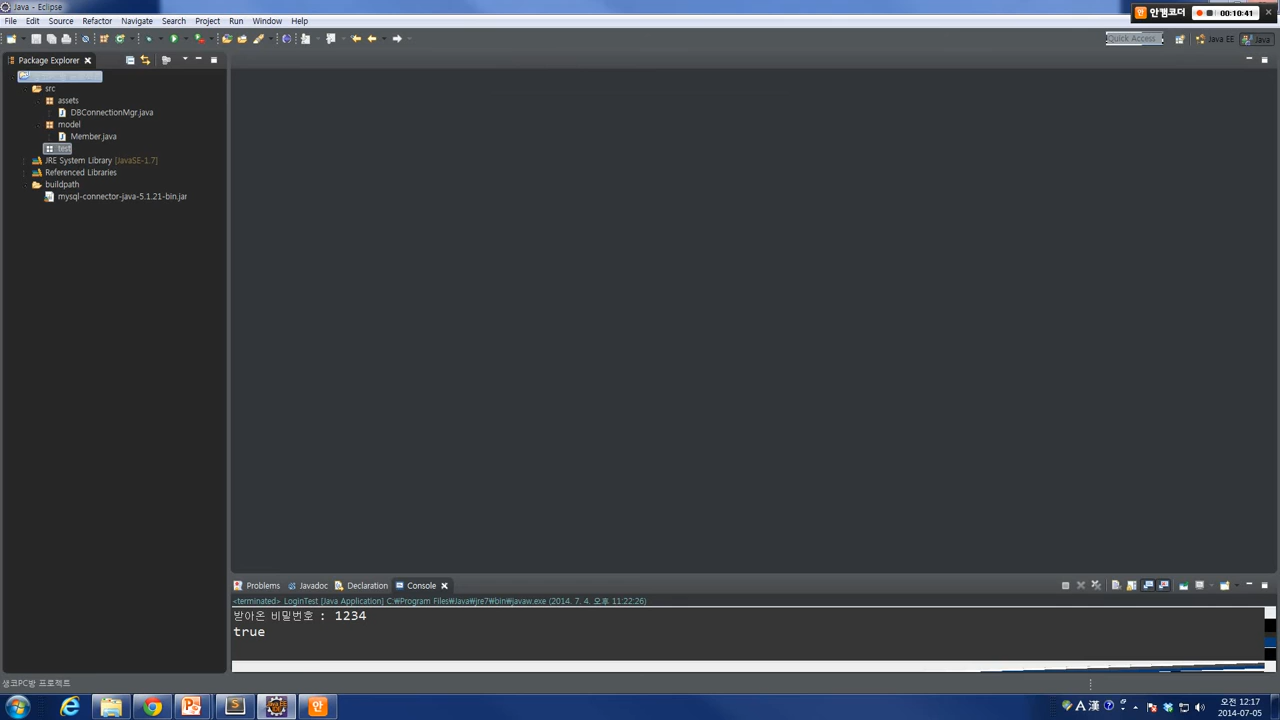 Java - Eclipse
안캠코더 00:10:41
File Edit Source Refactor Navigate Search Project Run Window Help
Quick Access Java EE Java
Package Explorer
src
assets
DBConnectionMgr.java
model
Member.java
test
JRE System Library [JavaSE-1.7]
Referenced Libraries
buildpath
mysql-connector-java-5.1.21-bin.jar
Problems Javadoc Declaration Console
<terminated> LoginTest [Java Application] C:₩Program Files₩Java₩jre7₩bin₩javaw.exe (2014. 7. 4. 오후 11:22:26)
받아온 비밀번호 : 1234
true
생코PC방 프로젝트
A 漢
오전 12:17
2014-07-05